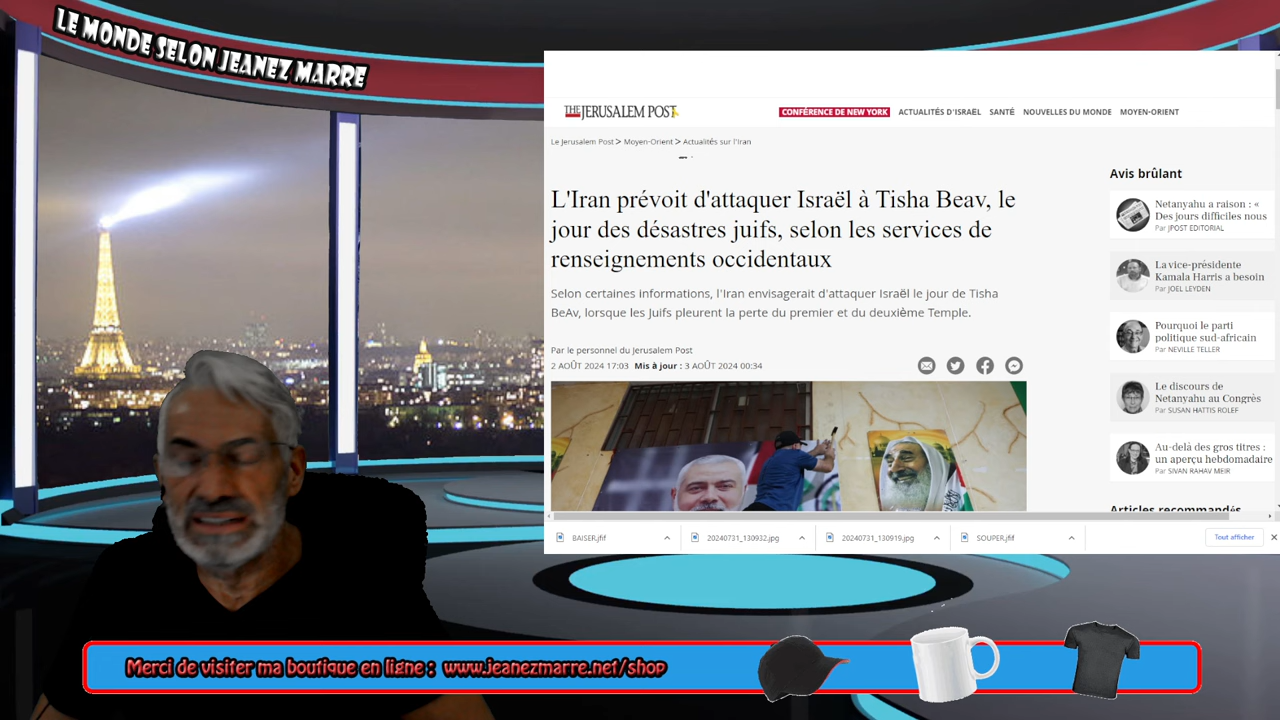 LE MONDE SELON JEANEZ MARRE
THE JERUSALEM POST
CONFÉRENCE DE NEW YORK ACTUALITÉS D'ISRAËL SANTÉ NOUVELLES DU MONDE MOYEN-ORIENT
Le Jerusalem Post > Moyen-Orient > Actualités sur l'Iran
L'Iran prévoit d'attaquer Israël à Tisha Beav, le
jour des désastres juifs, selon les services de
renseignements occidentaux
Selon certaines informations, l'Iran envisagerait d'attaquer Israël le jour de Tisha
BeAv, lorsque les Juifs pleurent la perte du premier et du deuxième Temple.
Par le personnel du Jerusalem Post
2 AOÛT 2024 17:03 Mis à jour : 3 AOÛT 2024 00:34
Avis brûlant
Netanyahu a raison : «
Des jours difficiles nous
Par JPOST EDITORIAL
La vice-présidente
Kamala Harris a besoin
Par JOEL LEYDEN
Pourquoi le parti
politique sud-africain
Par NEVILLE TELLER
Le discours de
Netanyahu au Congrès
Par SUSAN HATTIS ROLEF
Au-delà des gros titres :
un aperçu hebdomadaire
Par SIVAN RAHAV MEIR
Articles recommandés
BAISER.jfif
20240731_130932.jpg
20240731_130919.jpg
SOUPER.jfif
Tout afficher
Merci de visiter ma boutique en ligne : www.jeanezmarre.net/shop